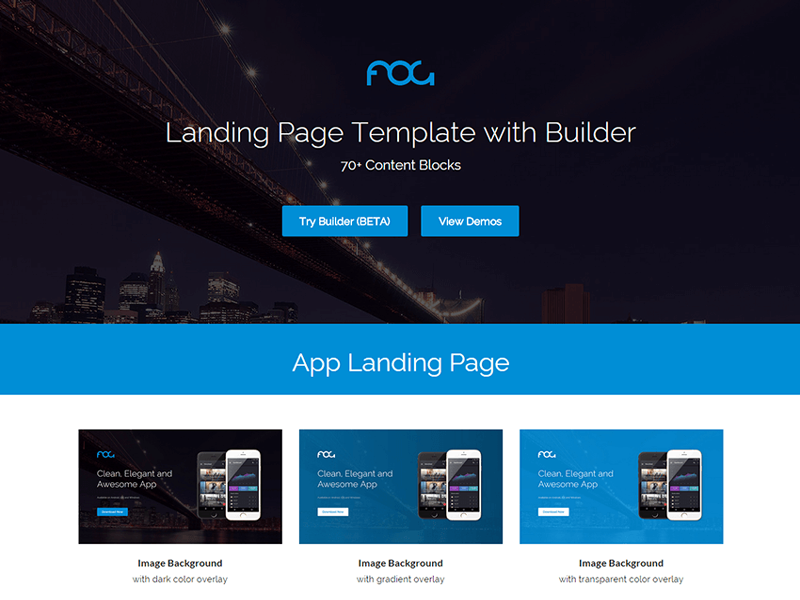 FOG
Landing Page Template with Builder
70+ Content Blocks
Try Builder (BETA)
View Demos
App Landing Page
FOG
Clean, Elegant and
Awesome App
Download Now
Image Background
with dark color overlay
FOG
Clean, Elegant and
Awesome App
Download Now
Image Background
with gradient overlay
FOG
Clean, Elegant and
Awesome App
Download Now
Image Background
with transparent color overlay